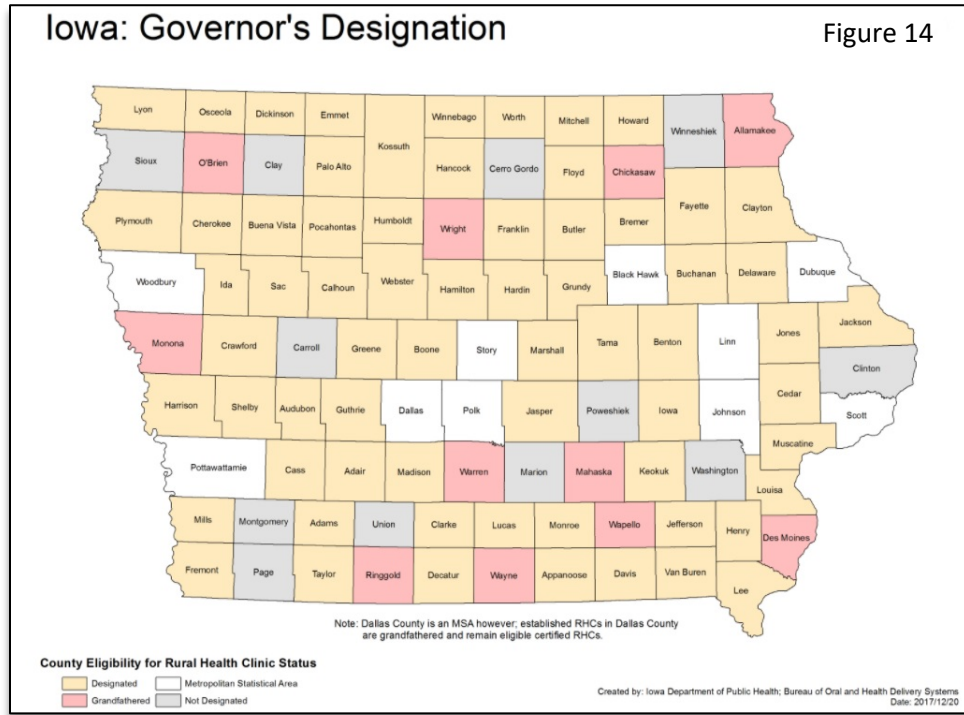 Iowa: Governor's Designation
Figure 14
Lyon
Osceola
Dickinson
Emmet
Kossuth
Winnebago
Worth
Mitchell
Howard
Winneshiek
Allamakee
Sioux
O'Brien
Clay
Palo Alto
Hancock
Cerro Gordo
Floyd
Chickasaw
Fayette
Clayton
Plymouth
Cherokee
Buena Vista
Pocahontas
Humboldt
Wright
Franklin
Butler
Bremer
Woodbury
Ida
Sac
Calhoun
Webster
Hamilton
Hardin
Grundy
Black Hawk
Buchanan
Delaware
Dubuque
Monona
Crawford
Carroll
Greene
Boone
Story
Marshall
Tama
Benton
Linn
Jones
Jackson
Clinton
Harrison
Shelby
Audubon
Guthrie
Dallas
Polk
Jasper
Poweshiek
Iowa
Johnson
Cedar
Scott
Muscatine
Pottawattamie
Cass
Adair
Madison
Warren
Marion
Mahaska
Keokuk
Washington
Louisa
Mills
Montgomery
Adams
Union
Clarke
Lucas
Monroe
Wapello
Jefferson
Henry
Des Moines
Fremont
Page
Taylor
Ringgold
Decatur
Wayne
Appanoose
Davis
Van Buren
Lee
Note: Dallas County is an MSA however; established RHCs in Dallas County
are grandfathered and remain eligible certified RHCs.
County Eligibility for Rural Health Clinic Status
Designated
Metropolitan Statistical Area
Grandfathered
Not Designated
Created by: Iowa Department of Public Health; Bureau of Oral and Health Delivery Systems
Date: 2017/12/20